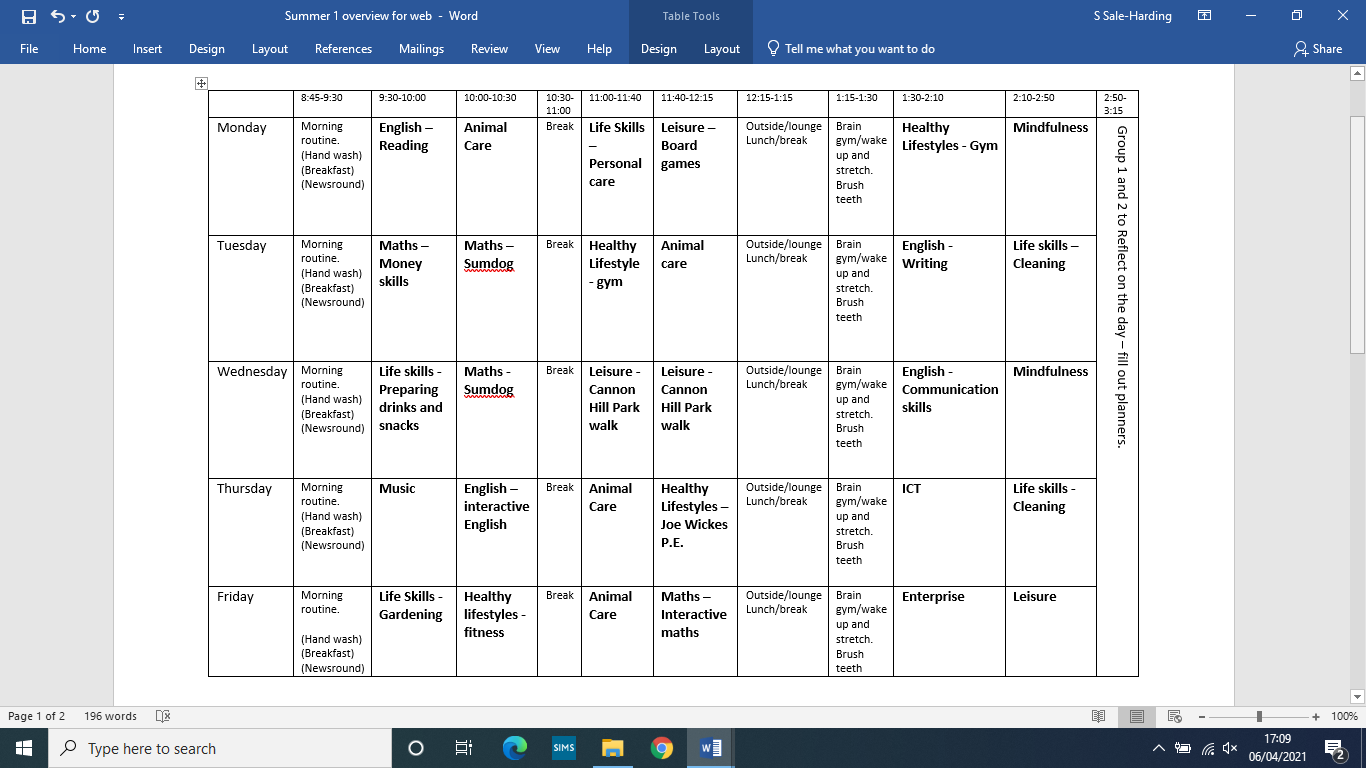 Summer 1 overview for web - Word
Table Tools
S Sale-Harding
File Home Insert Design Layout References Mailings Review View Help Design Layout Tell me what you want to do Share
8:45-9:30 9:30-10:00 10:00-10:30 10:30-11:00 11:00-11:40 11:40-12:15 12:15-1:15 1:15-1:30 1:30-2:10 2:10-2:50 2:50-3:15
Monday
Morning
routine.
(Hand wash)
(Breakfast)
(Newsround)
English –
Reading
Animal
Care
Break
Life Skills
–
Personal
care
Leisure –
Board
games
Outside/lounge
Lunch/break
Brain
gym/wake
up and
stretch.
Brush
teeth
Healthy
Lifestyles - Gym
Mindfulness
Group 1 and 2 to Reflect on the day – fill out planners.
Tuesday
Morning
routine.
(Hand wash)
(Breakfast)
(Newsround)
Maths –
Money
skills
Maths –
Sumdog
Break
Healthy
Lifestyle
- gym
Animal
care
Outside/lounge
Lunch/break
Brain
gym/wake
up and
stretch.
Brush
teeth
English -
Writing
Life skills –
Cleaning
Wednesday
Morning
routine.
(Hand wash)
(Breakfast)
(Newsround)
Life skills -
Preparing
drinks and
snacks
Maths -
Sumdog
Break
Leisure -
Cannon
Hill Park
walk
Leisure -
Cannon
Hill Park
walk
Outside/lounge
Lunch/break
Brain
gym/wake
up and
stretch.
Brush
teeth
English -
Communication
skills
Mindfulness
Thursday
Morning
routine.
(Hand wash)
(Breakfast)
(Newsround)
Music
English –
interactive
English
Break
Animal
Care
Healthy
Lifestyles –
Joe Wickes
P.E.
Outside/lounge
Lunch/break
Brain
gym/wake
up and
stretch.
Brush
teeth
ICT
Life skills -
Cleaning
Friday
Morning
routine.
(Hand wash)
(Breakfast)
(Newsround)
Life Skills -
Gardening
Healthy
lifestyles -
fitness
Break
Animal
Care
Maths –
Interactive
maths
Outside/lounge
Lunch/break
Brain
gym/wake
up and
stretch.
Brush
teeth
Enterprise
Leisure
Page 1 of 2 196 words 100%
Type here to search
SIMS
17:09
06/04/2021
2